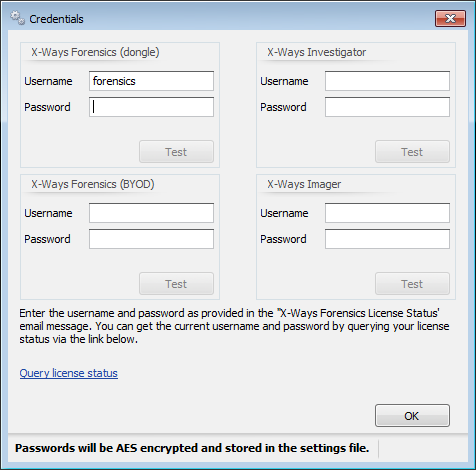 Credentials
X-Ways Forensics (dongle)
Username
forensics
Password
Test
X-Ways Investigator
Username
Password
Test
X-Ways Forensics (BYOD)
Username
Password
Test
X-Ways Imager
Username
Password
Test
Enter the username and password as provided in the "X-Ways Forensics License Status'
email message. You can get the current username and password by querying your license
status via the link below.
Query license status
OK
Passwords will be AES encrypted and stored in the settings file.